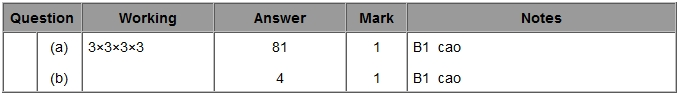 Question Working Answer Mark Notes
(a) 3×3×3×3 81 1 B1 cao
(b) 4 1 B1 cao